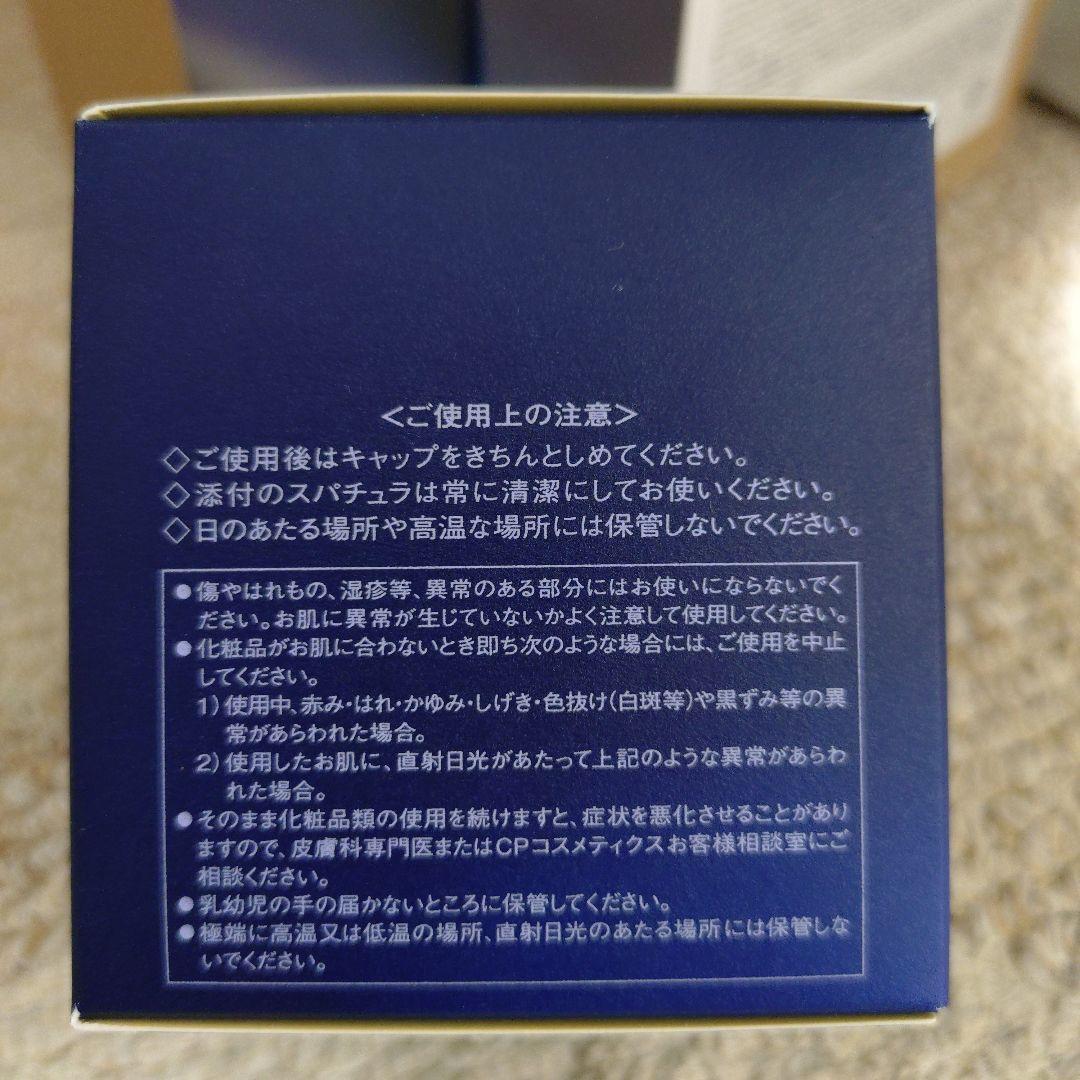 <ご使用上の注意>
◇ご使用後はキャップをきちんとしめてください。
◇添付のスパチュラは常に清潔にしてお使いください。
◇日のあたる場所や高温な場所には保管しないでください。
●傷やはれもの、湿疹等、異常のある部分にはお使いにならないでく
ださい。お肌に異常が生じていないかよく注意して使用してください。
●化粧品がお肌に合わないとき即ち次のような場合には、ご使用を中止
してください。
1)使用中、赤み・はれ・かゆみ・しげき・色抜け(白斑等)や黒ずみ等の異
常があらわれた場合。
2)使用したお肌に、直射日光があたって上記のような異常があらわ
れた場合。
●そのまま化粧品類の使用を続けますと、症状を悪化させることがあり
ますので、皮膚科専門医またはCPコスメティクスお客様相談室にご
相談ください。
●乳幼児の手の届かないところに保管してください。
●極端に高温又は低温の場所、直射日光のあたる場所には保管しな
いでください。